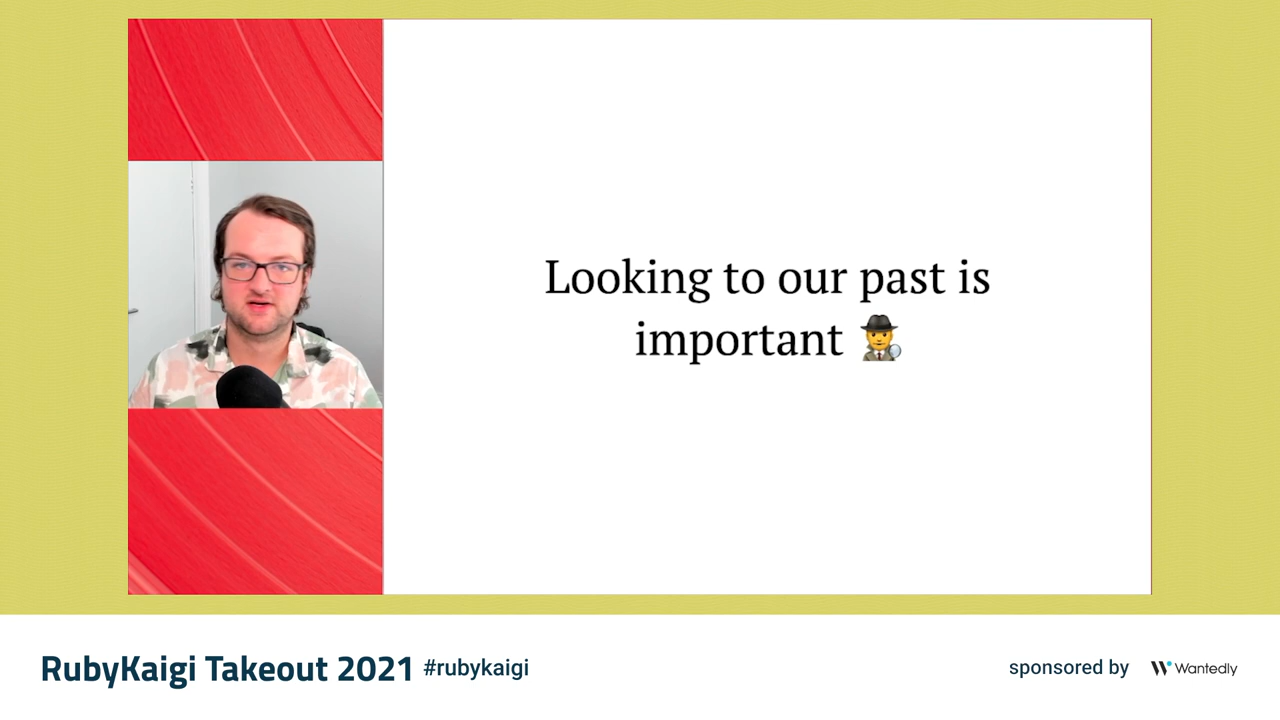 Looking to our past is
important 🕵️
RubyKaigi Takeout 2021 #rubykaigi
sponsored by Wantedly